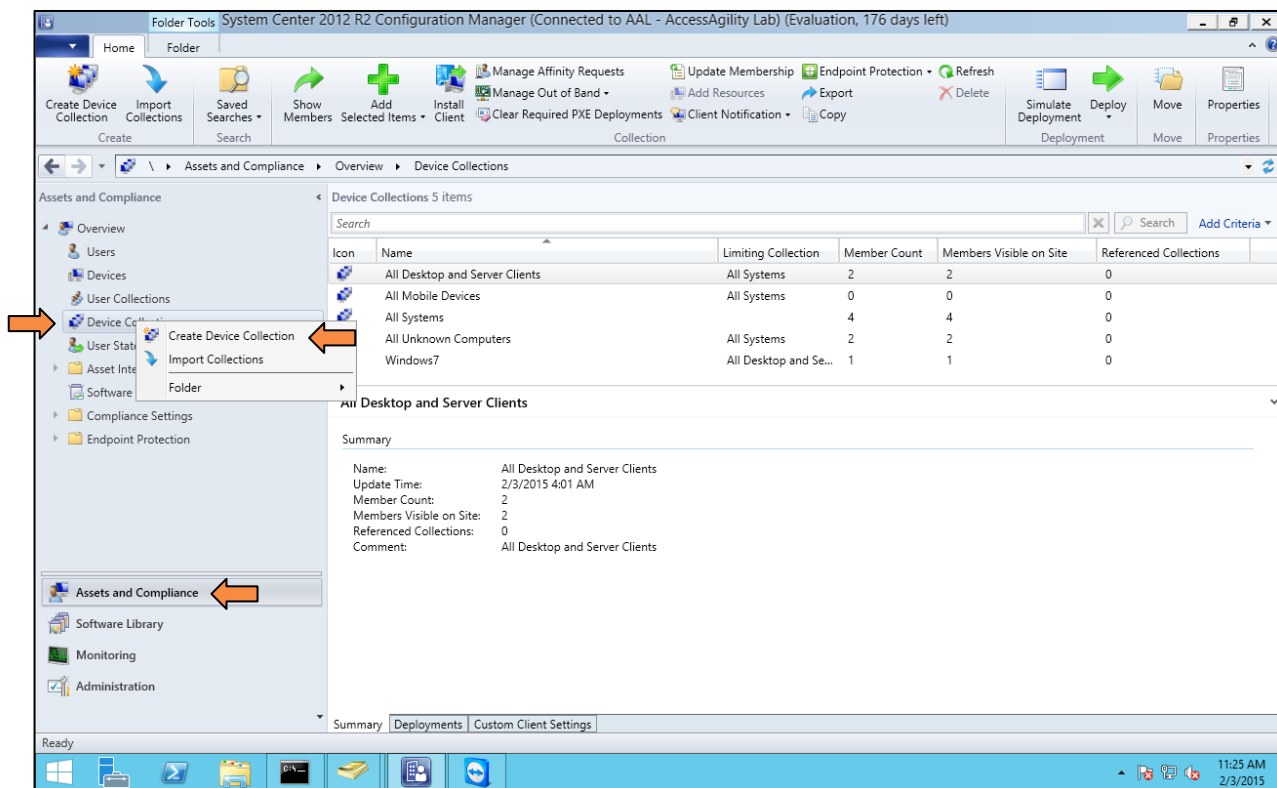 Folder Tools System Center 2012 R2 Configuration Manager (Connected to AAL - AccessAgility Lab) (Evaluation, 176 days left)
Home Folder
Create Device Collection
Import Collections
Saved Searches
Show Members
Add Selected Items
Install Client
Manage Affinity Requests
Manage Out of Band
Clear Required PXE Deployments
Update Membership
Add Resources
Client Notification
Endpoint Protection
Export
Copy
Refresh
Delete
Simulate Deployment
Deploy
Move
Properties
Create Search Collection Deployment Move Properties
\ Assets and Compliance Overview Device Collections
Assets and Compliance
Overview
Users
Devices
User Collections
Device
User State
Asset
Software
Compliance Settings
Endpoint Protection
Create Device Collection
Import Collections
Folder
Device Collections 5 items
Search
Search Add Criteria
Icon Name Limiting Collection Member Count Members Visible on Site Referenced Collections
All Desktop and Server Clients All Systems 2 2 0
All Mobile Devices All Systems 0 0 0
All Systems 4 4 0
All Unknown Computers All Systems 2 2 0
Windows7 All Desktop and Se... 1 1 0
All Desktop and Server Clients
Summary
Name: All Desktop and Server Clients
Update Time: 2/3/2015 4:01 AM
Member Count: 2
Members Visible on Site: 2
Referenced Collections: 0
Comment: All Desktop and Server Clients
Assets and Compliance
Software Library
Monitoring
Administration
Summary Deployments Custom Client Settings
Ready
C:\
11:25 AM
2/3/2015